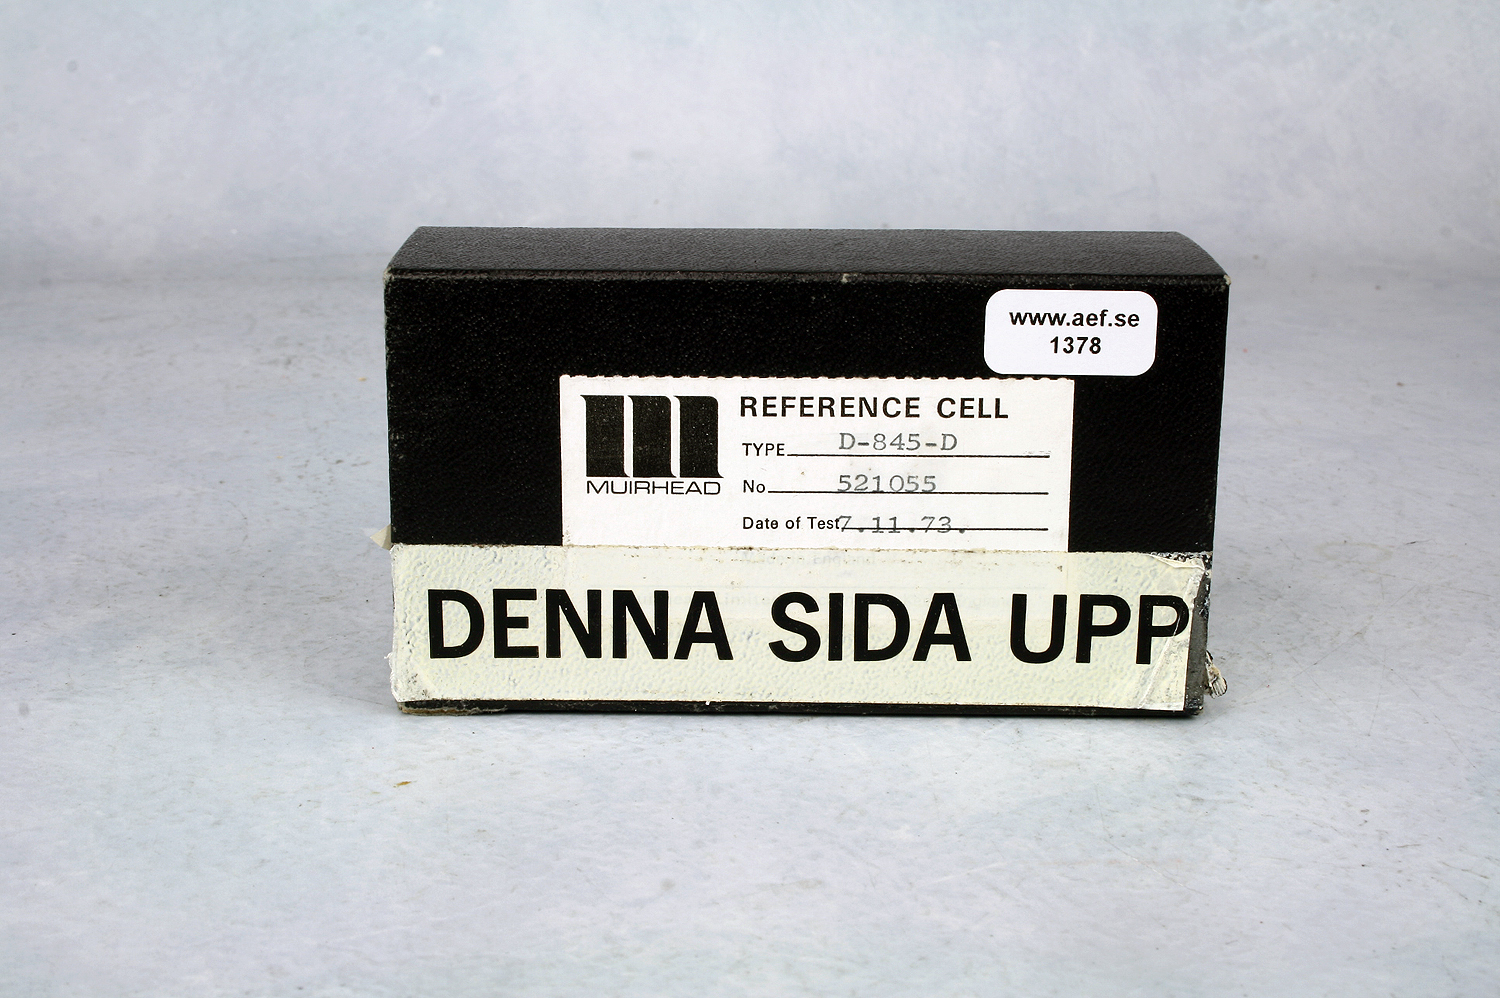 www.aef.se
1378
REFERENCE CELL
TYPE D-845-D
MUIRHEAD
No 521055
Date of Test 7.11.73.
DENNA SIDA UPP